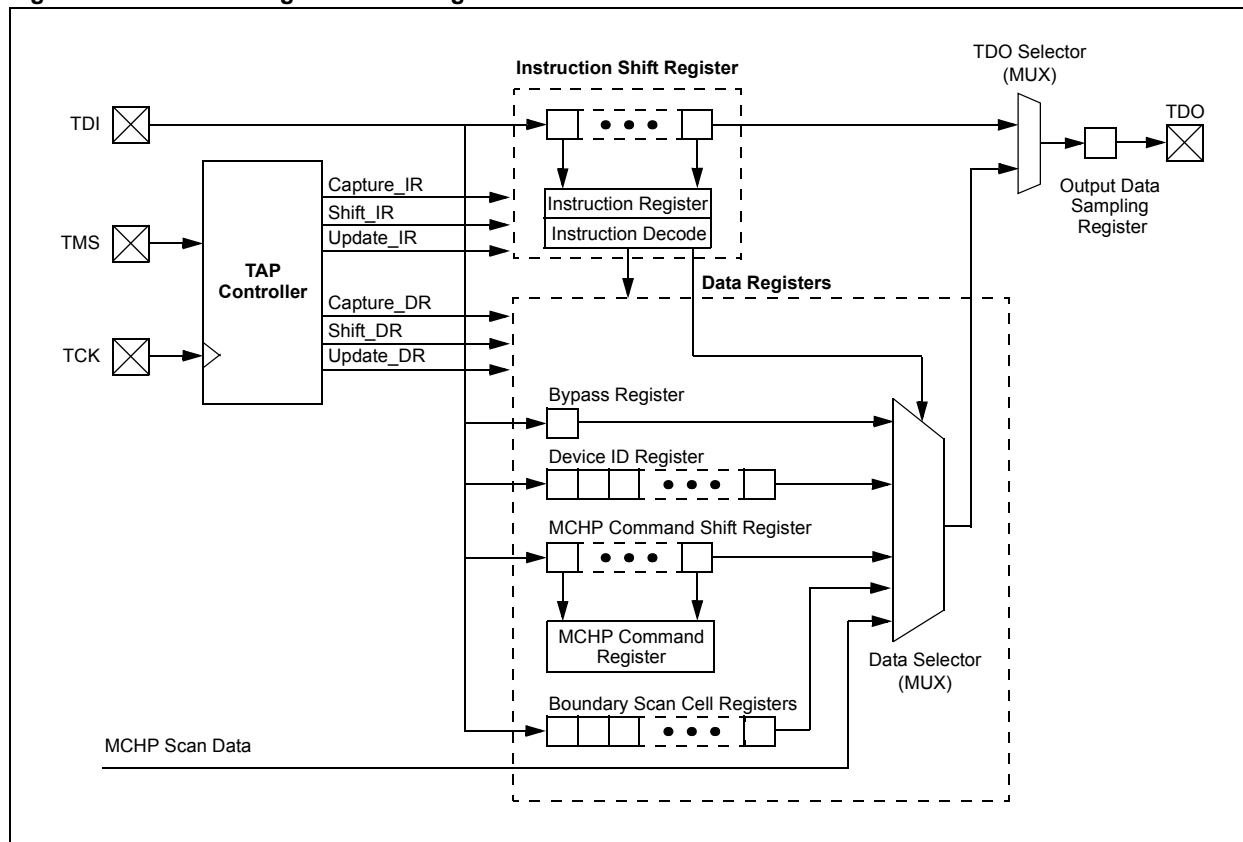 Instruction Shift Register
TDO Selector
(MUX)
TDI
TDO
Capture_IR
Shift_IR
Update_IR
Instruction Register
Instruction Decode
Output Data
Sampling
Register
TMS
TAP
Controller
Data Registers
Capture_DR
Shift_DR
Update_DR
TCK
Bypass Register
Device ID Register
MCHP Command Shift Register
MCHP Command
Register
Data Selector
(MUX)
Boundary Scan Cell Registers
MCHP Scan Data